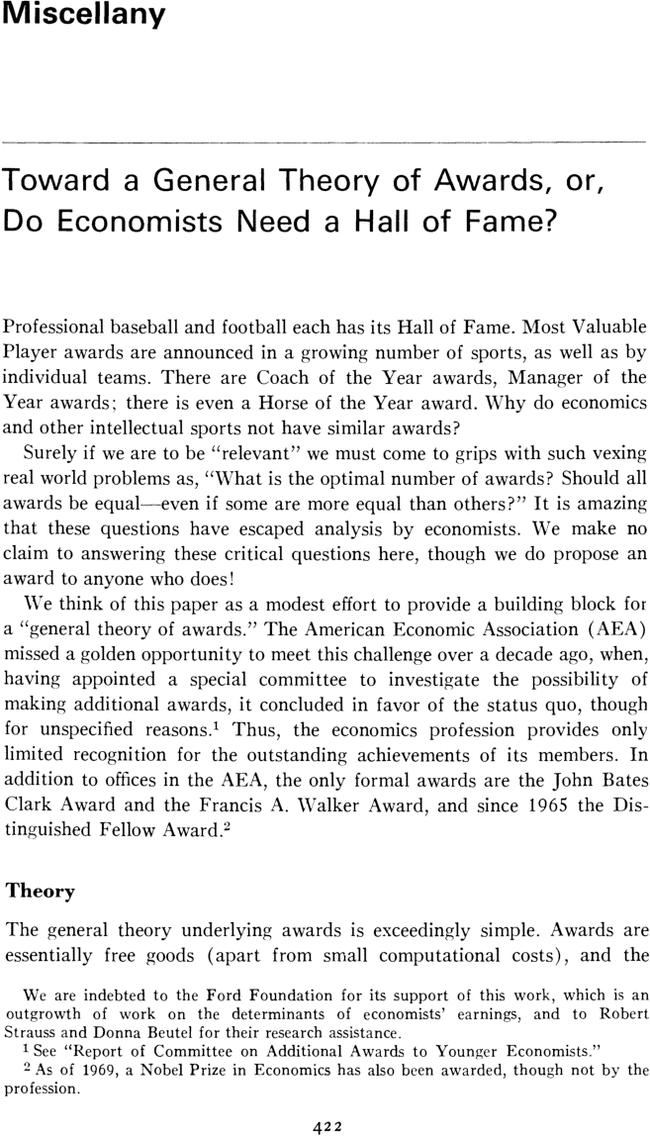 Miscellany
Toward a General Theory of Awards, or,
Do Economists Need a Hall of Fame?
Professional baseball and football each has its Hall of Fame. Most Valuable
Player awards are announced in a growing number of sports, as well as by
individual teams. There are Coach of the Year awards, Manager of the
Year awards; there is even a Horse of the Year award. Why do economics
and other intellectual sports not have similar awards?
Surely if we are to be “relevant” we must come to grips with such vexing
real world problems as, “What is the optimal number of awards? Should all
awards be equal—even if some are more equal than others?” It is amazing
that these questions have escaped analysis by economists. We make no
claim to answering these critical questions here, though we do propose an
award to anyone who does!
We think of this paper as a modest effort to provide a building block for
a “general theory of awards.” The American Economic Association (AEA)
missed a golden opportunity to meet this challenge over a decade ago, when,
having appointed a special committee to investigate the possibility of
making additional awards, it concluded in favor of the status quo, though
for unspecified reasons.¹ Thus, the economics profession provides only
limited recognition for the outstanding achievements of its members. In
addition to offices in the AEA, the only formal awards are the John Bates
Clark Award and the Francis A. Walker Award, and since 1965 the Dis-
tinguished Fellow Award.²
Theory
The general theory underlying awards is exceedingly simple. Awards are
essentially free goods (apart from small computational costs), and the
We are indebted to the Ford Foundation for its support of this work, which is an
outgrowth of work on the determinants of economists’ earnings, and to Robert
Strauss and Donna Beutel for their research assistance.
¹ See “Report of Committee on Additional Awards to Younger Economists.”
² As of 1969, a Nobel Prize in Economics has also been awarded, though not by the
profession.
422